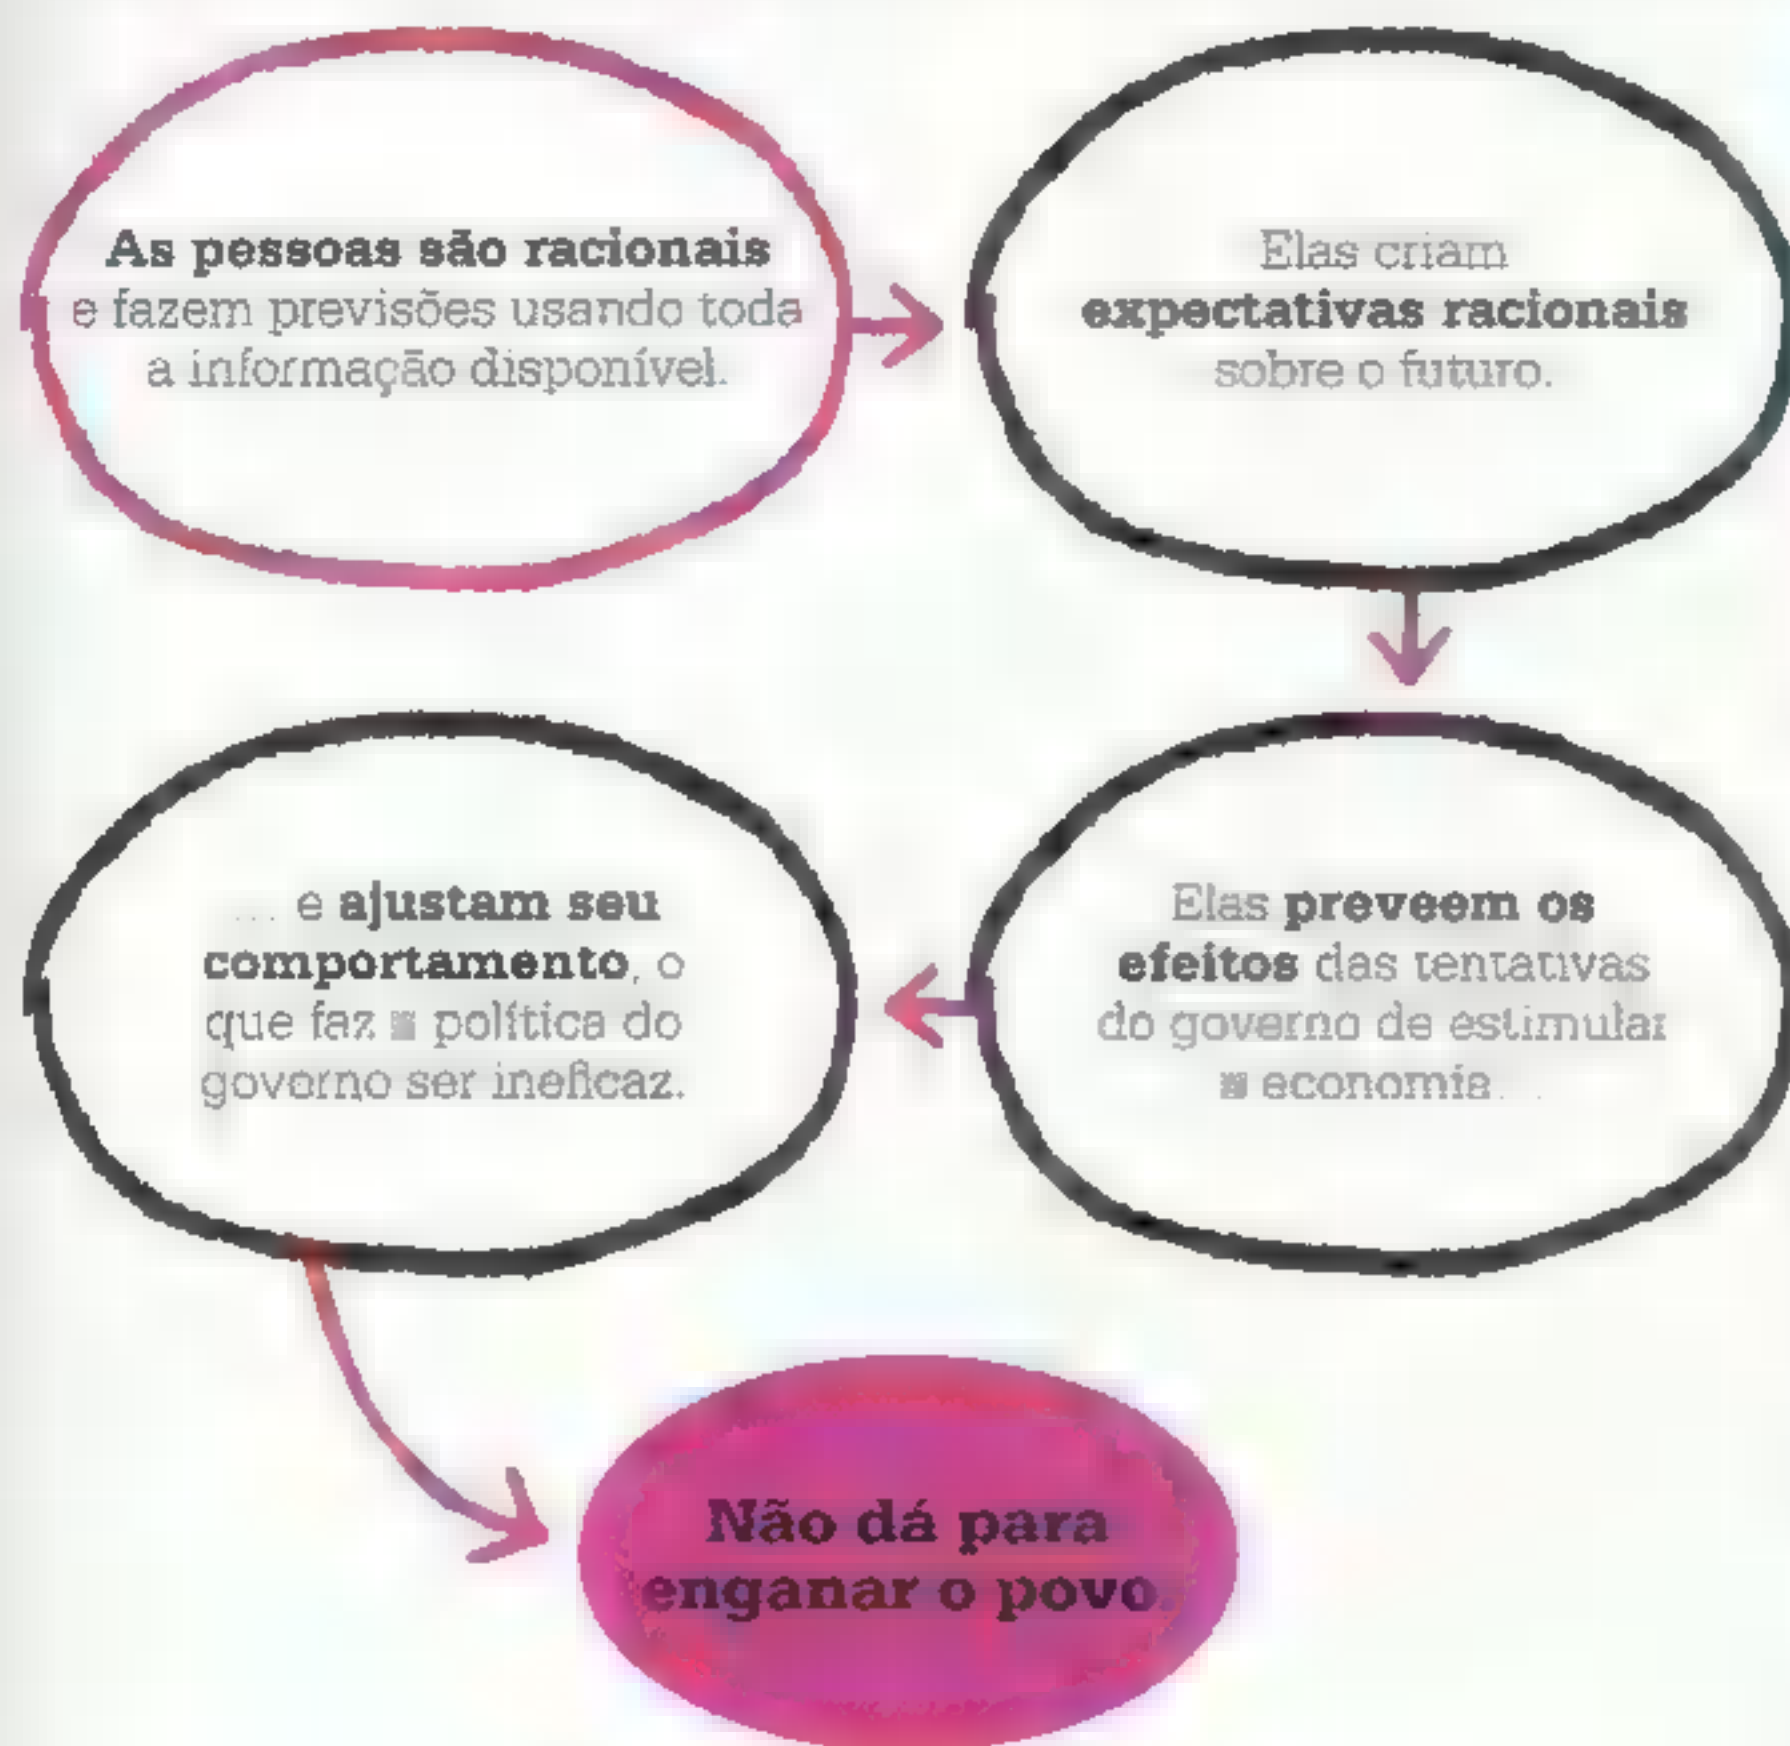 As pessoas são racionais
e fazem previsões usando toda
a informação disponível.
Elas criam
expectativas racionais
sobre o futuro.
Elas preveem os
efeitos das tentativas
do governo de estimular
a economia...
... e ajustam seu
comportamento, o
que faz a política do
governo ser ineficaz.
Não dá para
enganar o povo.